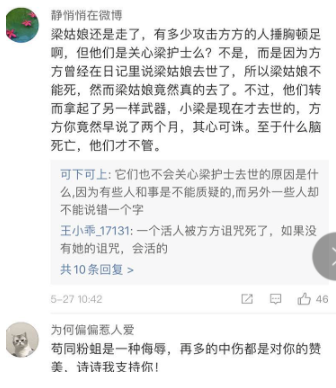 静悄悄在微博
梁姑娘还是走了，有多少攻击方方的人捶胸顿足
啊，但他们是关心梁护士么？不是，而是因为方
方曾经在日记里说梁姑娘去世了，所以梁姑娘不
能死，然而梁姑娘竟然真的去了。不过，他们转
而拿起了另一样武器，小梁是现在才去世的，方
方你竟然早说了两个月，其心可诛。至于什么脑
死亡，他们才不管。
可下可上: 它们也不会关心梁护士去世的原因是什
么,因为有些人和事是不能质疑的,而另外一些人却
不能说错一个字
王小乖_17131: 一个活人被方方诅咒死了，如果没
有她的诅咒，会活的
共10条回复 >
5-27 10:42
46
为何偏偏惹人爱
苟同粉蛆是一种侮辱，再多的中伤都是对你的赞
美，诗诗我支持你！